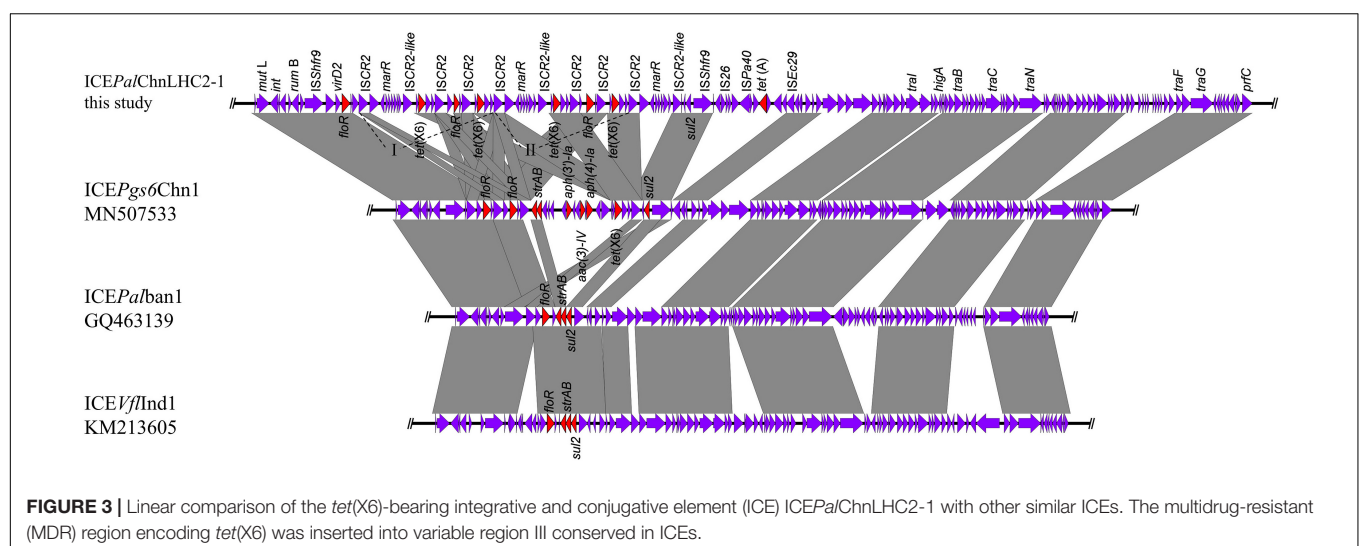 mut L int rum B ISShfr9 virD2 ISCR2 marR ISCR2-like ISCR2 ISCR2 ISCR2 marR ISCR2-like ISCR2 ISCR2 ISCR2 marR ISCR2-like ISShfr9 IS26 ISPa40 tet (A) ISEc29 traI higA traB traC traN traF traG prfC
ICEPalChnLHC2-1
this study
floR I tet(X6) floR tet(X6) II tet(X6) floR tet(X6) sul2
floR floR strAB aph(3')-Ia aph(4)-Ia sul2
ICEPgs6Chn1
MN507533
aac(3)-IV tet(X6)
floR strAB
ICEPalban1
GQ463139
sul2
floR strAB
ICEVflInd1
KM213605
sul2
FIGURE 3 | Linear comparison of the tet(X6)-bearing integrative and conjugative element (ICE) ICEPalChnLHC2-1 with other similar ICEs. The multidrug-resistant
(MDR) region encoding tet(X6) was inserted into variable region III conserved in ICEs.